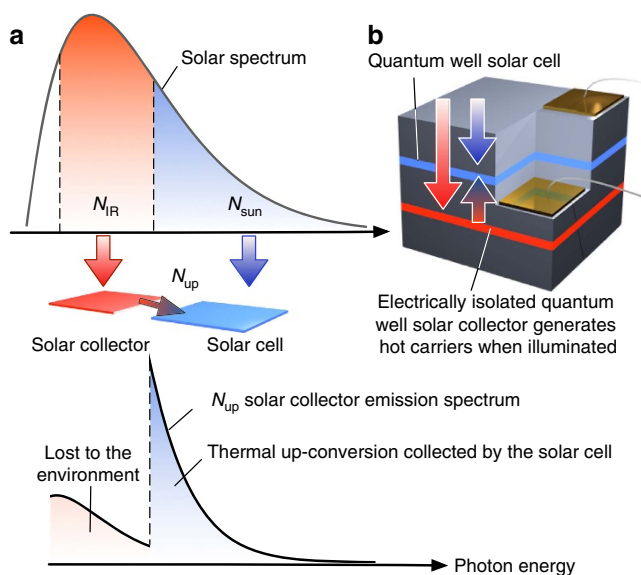 a
Solar spectrum
N_IR
N_sun
N_up
Solar collector
Solar cell
b
Quantum well solar cell
Electrically isolated quantum
well solar collector generates
hot carriers when illuminated
N_up solar collector emission spectrum
Lost to the
environment
Thermal up-conversion collected by the solar cell
Photon energy